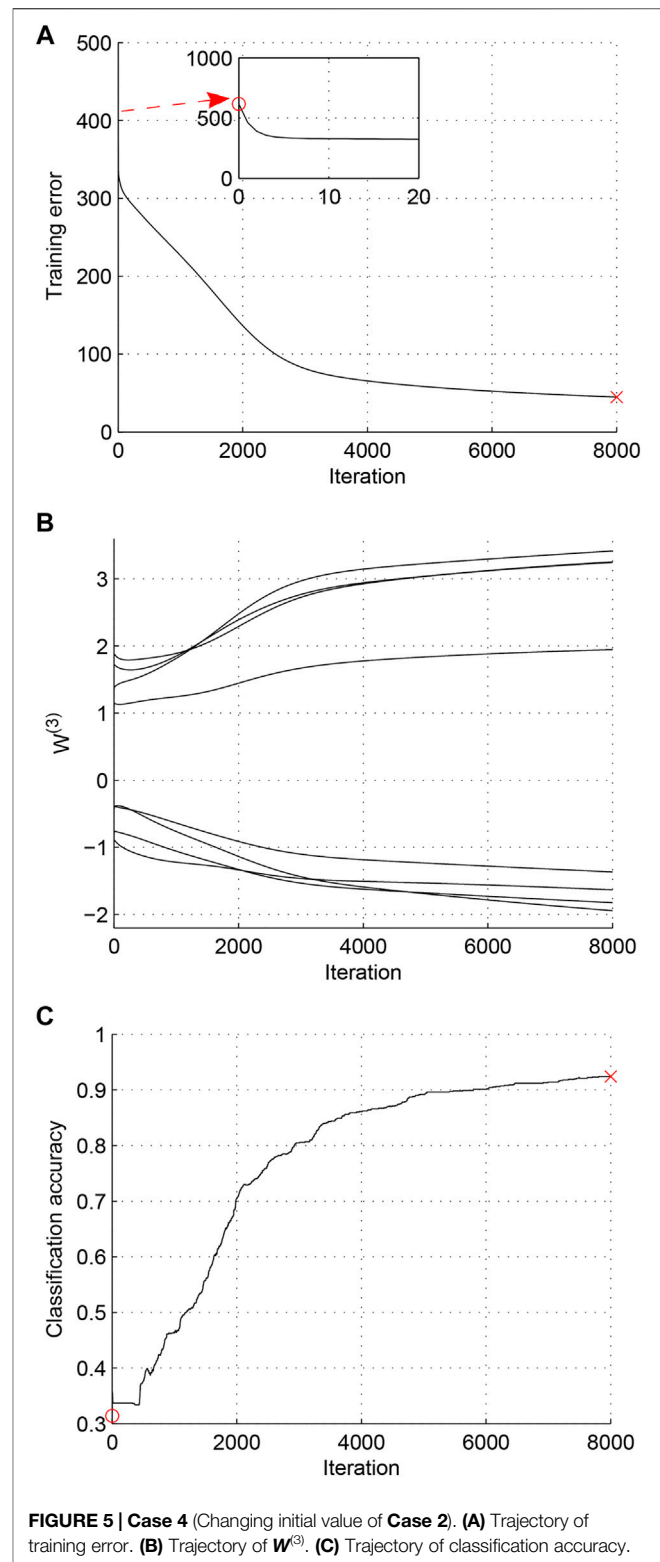 A
500
400
300
200
100
0
Training error
1000
500
0
0 10 20
0 2000 4000 6000 8000
Iteration
B
3
2
1
0
−1
−2
W(3)
0 2000 4000 6000 8000
Iteration
C
1
0.9
0.8
0.7
0.6
0.5
0.4
0.3
Classification accuracy
0 2000 4000 6000 8000
Iteration
FIGURE 5 | Case 4 (Changing initial value of Case 2). (A) Trajectory of
training error. (B) Trajectory of W(3). (C) Trajectory of classification accuracy.